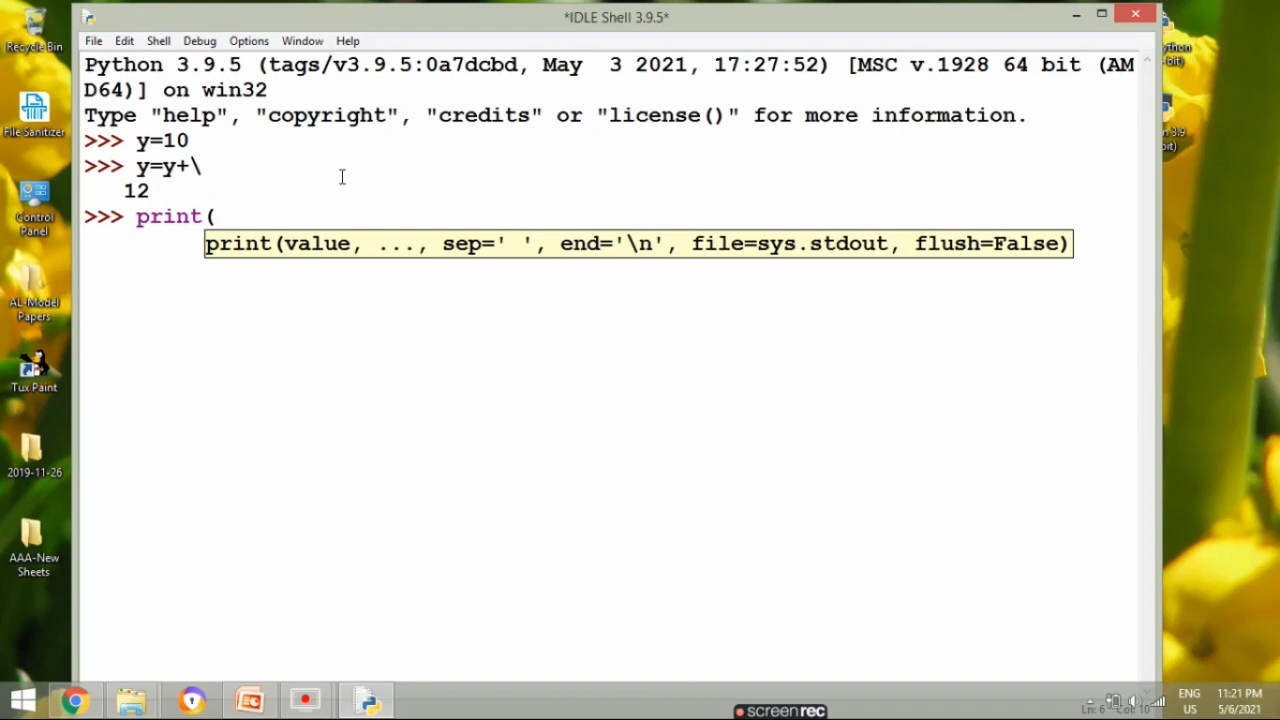 *IDLE Shell 3.9.5*
File Edit Shell Debug Options Window Help
Python 3.9.5 (tags/v3.9.5:0a7dcbd, May  3 2021, 17:27:52) [MSC v.1928 64 bit (AM
D64)] on win32
Type "help", "copyright", "credits" or "license()" for more information.
>>> y=10
>>> y=y+\
12
>>> print(
print(value, ..., sep=' ', end='\n', file=sys.stdout, flush=False)
Recycle Bin
File Sanitizer
Control
Panel
AL-Model
Papers
Tux Paint
2019-11-26
AAA-New
Sheets
ENG
US
11:21 PM
5/6/2021
Ln: 6 Col: 10
screenrec